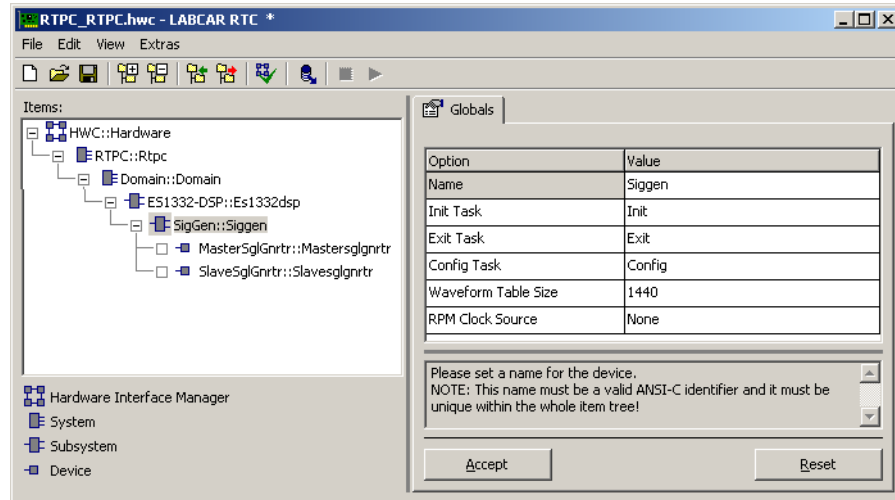 RTPC_RTPC.hwc - LABCAR RTC *
File Edit View Extras
Items:
HWC::Hardware
RTPC::Rtpc
Domain::Domain
ES1332-DSP::Es1332dsp
SigGen::Siggen
MasterSglGnrtr::Mastersglgnrtr
SlaveSglGnrtr::Slavesglgnrtr
Hardware Interface Manager
System
Subsystem
Device
Globals
Option Value
Name Siggen
Init Task Init
Exit Task Exit
Config Task Config
Waveform Table Size 1440
RPM Clock Source None
Please set a name for the device.
NOTE: This name must be a valid ANSI-C identifier and it must be
unique within the whole item tree!
Accept Reset